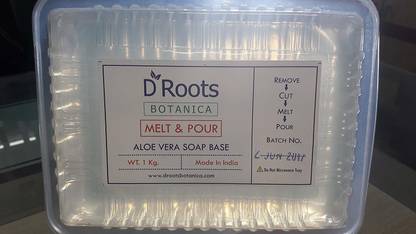 D'Roots
BOTANICA
MELT & POUR
ALOE VERA SOAP BASE
WT. 1 Kg.
Made In India
www.drootsbotanica.com
REMOVE
CUT
MELT
POUR
BATCH NO.
Do Not Microwave Tray